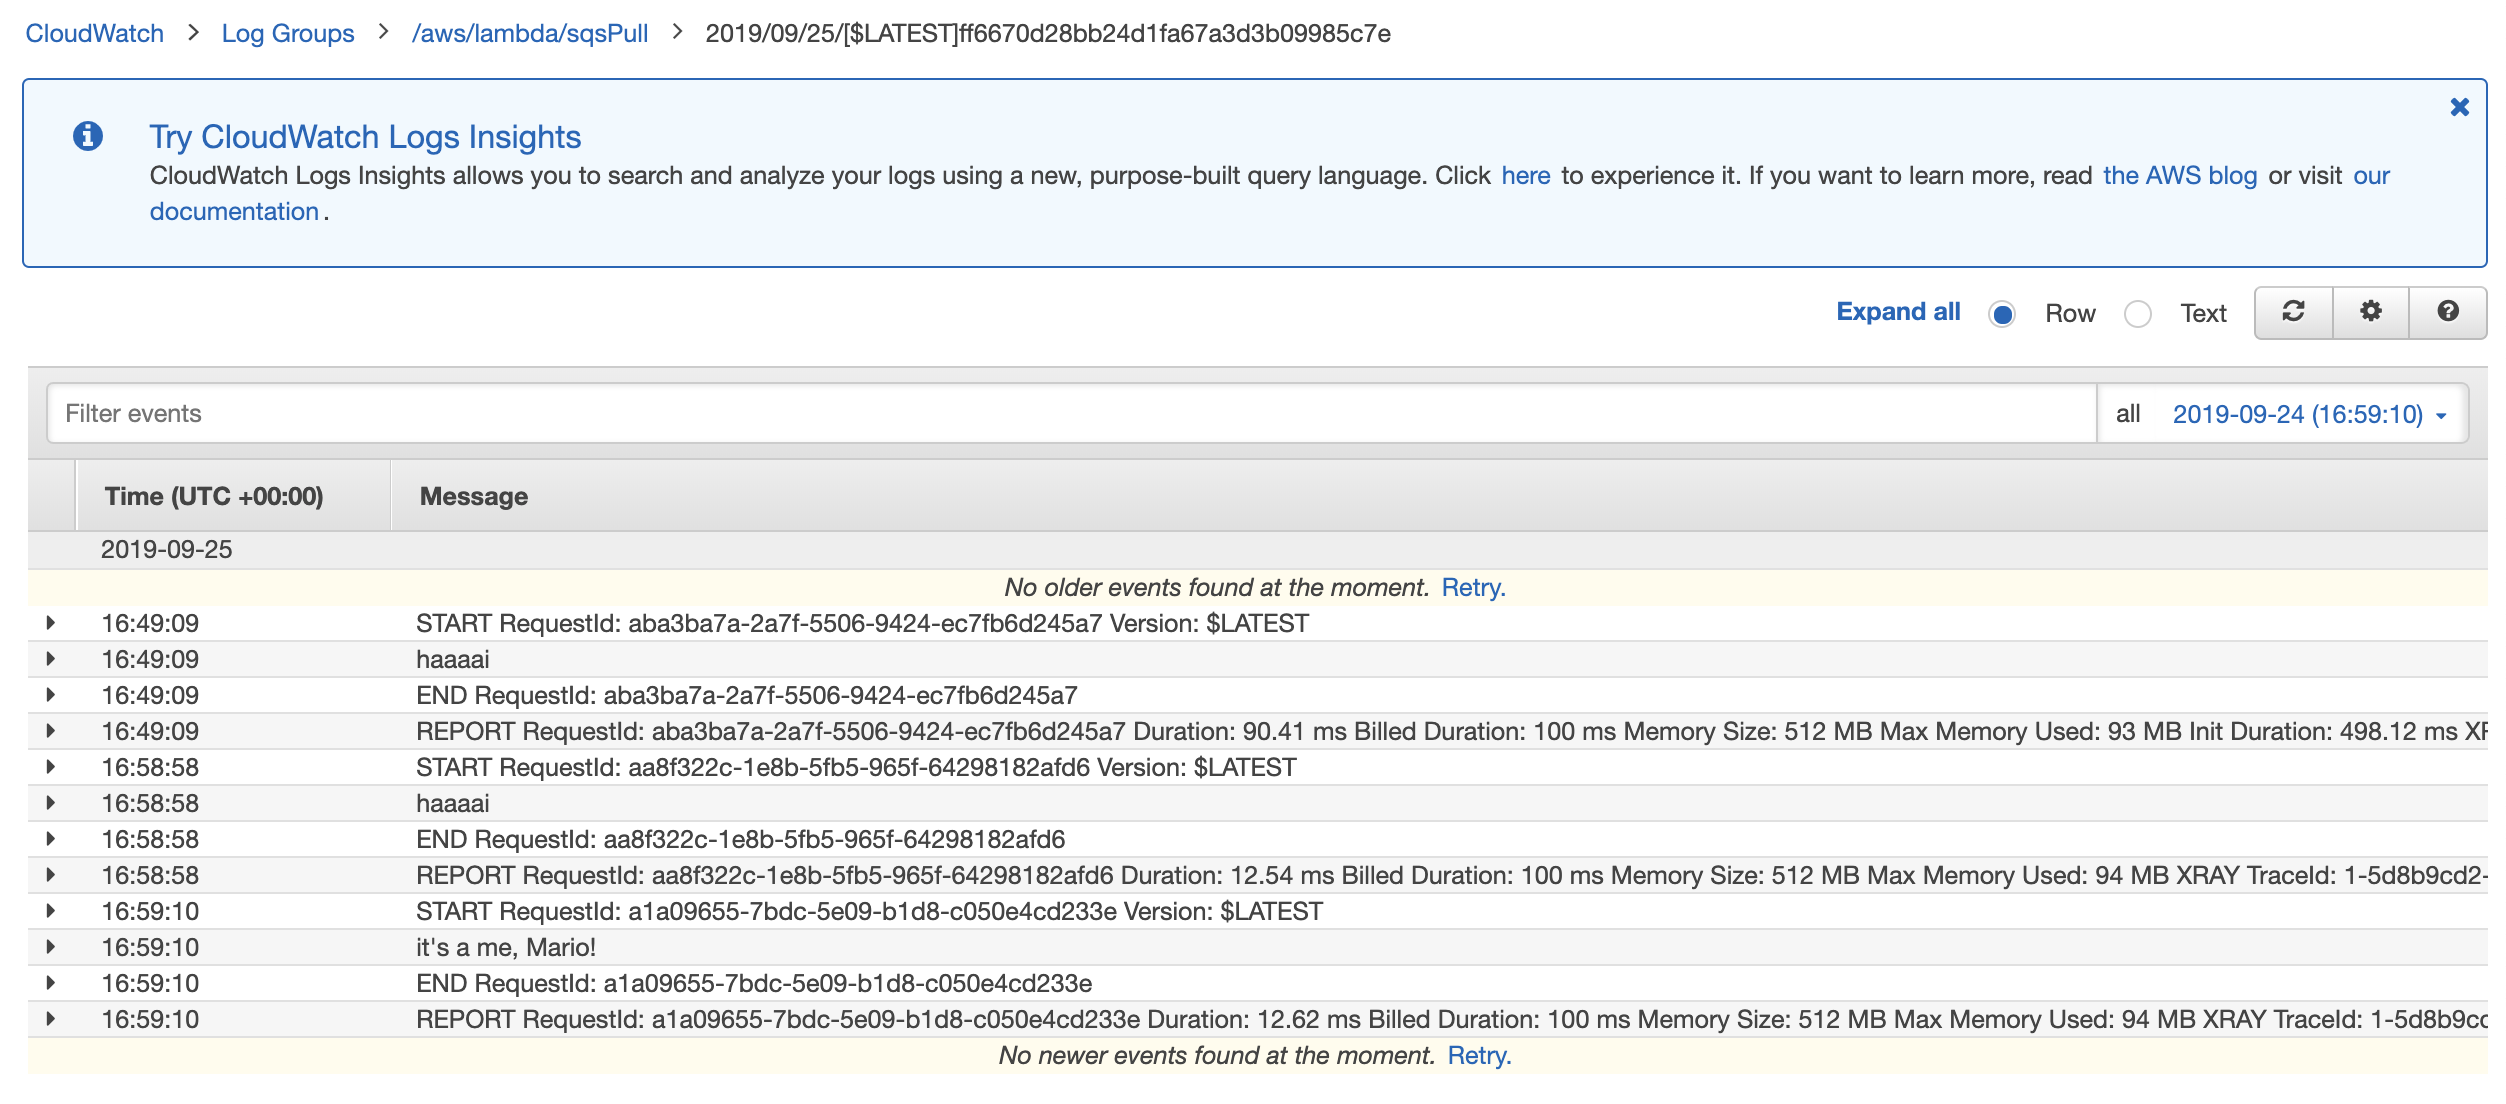 CloudWatch > Log Groups > /aws/lambda/sqsPull > 2019/09/25/[$LATEST]ff6670d28bb24d1fa67a3d3b09985c7e
Try CloudWatch Logs Insights
CloudWatch Logs Insights allows you to search and analyze your logs using a new, purpose-built query language. Click here to experience it. If you want to learn more, read the AWS blog or visit our
documentation.
Expand all Row Text
Filter events all 2019-09-24 (16:59:10)
Time (UTC +00:00) Message
2019-09-25
No older events found at the moment. Retry.
16:49:09 START RequestId: aba3ba7a-2a7f-5506-9424-ec7fb6d245a7 Version: $LATEST
16:49:09 haaaai
16:49:09 END RequestId: aba3ba7a-2a7f-5506-9424-ec7fb6d245a7
16:49:09 REPORT RequestId: aba3ba7a-2a7f-5506-9424-ec7fb6d245a7 Duration: 90.41 ms Billed Duration: 100 ms Memory Size: 512 MB Max Memory Used: 93 MB Init Duration: 498.12 ms
16:58:58 START RequestId: aa8f322c-1e8b-5fb5-965f-64298182afd6 Version: $LATEST
16:58:58 haaaai
16:58:58 END RequestId: aa8f322c-1e8b-5fb5-965f-64298182afd6
16:58:58 REPORT RequestId: aa8f322c-1e8b-5fb5-965f-64298182afd6 Duration: 12.54 ms Billed Duration: 100 ms Memory Size: 512 MB Max Memory Used: 94 MB XRAY TraceId: 1-5d8b9cd2-
16:59:10 START RequestId: a1a09655-7bdc-5e09-b1d8-c050e4cd233e Version: $LATEST
16:59:10 it's a me, Mario!
16:59:10 END RequestId: a1a09655-7bdc-5e09-b1d8-c050e4cd233e
16:59:10 REPORT RequestId: a1a09655-7bdc-5e09-b1d8-c050e4cd233e Duration: 12.62 ms Billed Duration: 100 ms Memory Size: 512 MB Max Memory Used: 94 MB XRAY TraceId: 1-5d8b9c
No newer events found at the moment. Retry.